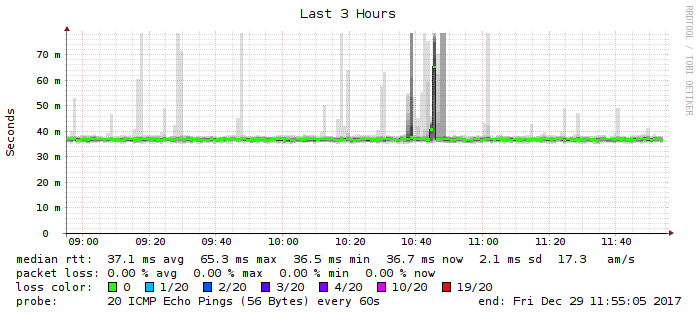 Last 3 Hours
RRDTOOL / TOBI OETIKER
Seconds
70 m
60 m
50 m
40 m
30 m
20 m
10 m
0
09:00 09:20 09:40 10:00 10:20 10:40 11:00 11:20 11:40
median rtt: 37.1 ms avg 65.3 ms max 36.5 ms min 36.7 ms now 2.1 ms sd 17.3 am/s
packet loss: 0.00 % avg 0.00 % max 0.00 % min 0.00 % now
loss color: 0 1/20 2/20 3/20 4/20 10/20 19/20
probe: 20 ICMP Echo Pings (56 Bytes) every 60s end: Fri Dec 29 11:55:05 2017